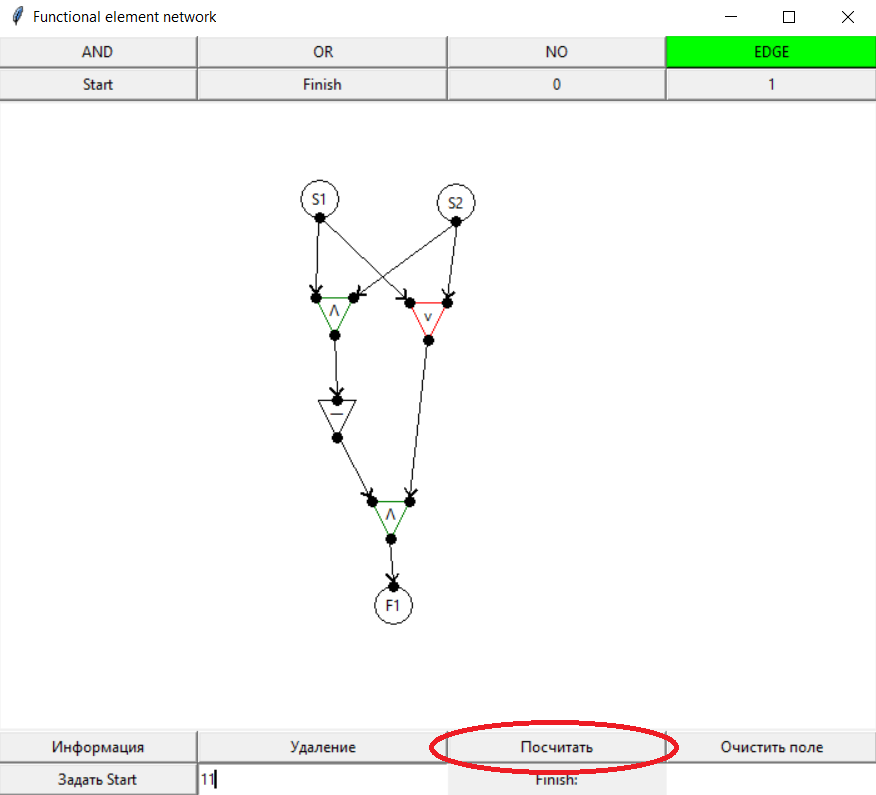 Functional element network
AND OR NO EDGE
Start Finish 0 1
S1 S2
Λ v
—
Λ
F1
Информация Удаление Посчитать Очистить поле
Задать Start 11 Finish: